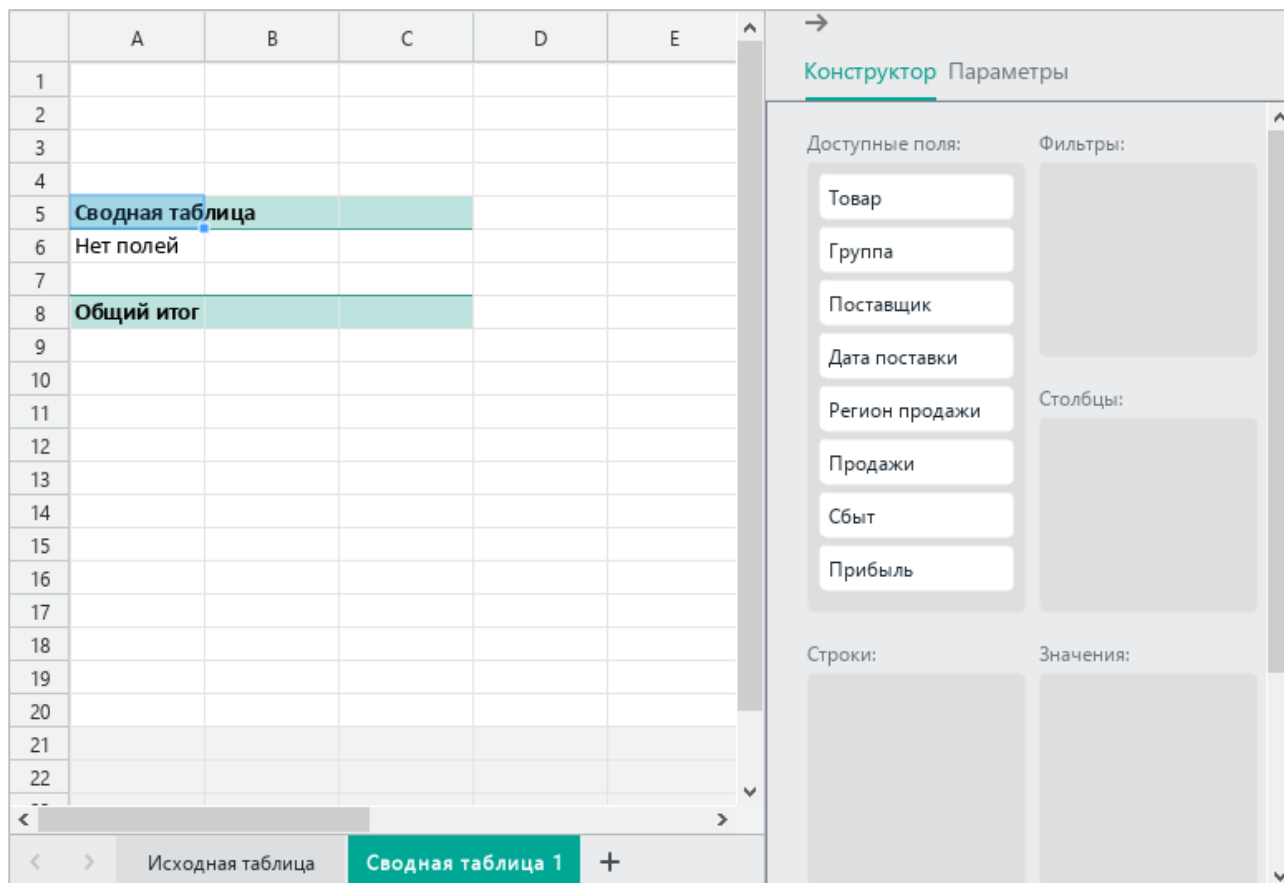 A B C D E
1
2
3
4
5 Сводная таблица
6 Нет полей
7
8 Общий итог
9
10
11
12
13
14
15
16
17
18
19
20
21
22
Исходная таблица Сводная таблица 1 +
Конструктор Параметры
Доступные поля:
Товар
Группа
Поставщик
Дата поставки
Регион продажи
Продажи
Сбыт
Прибыль
Фильтры:
Столбцы:
Строки:
Значения: